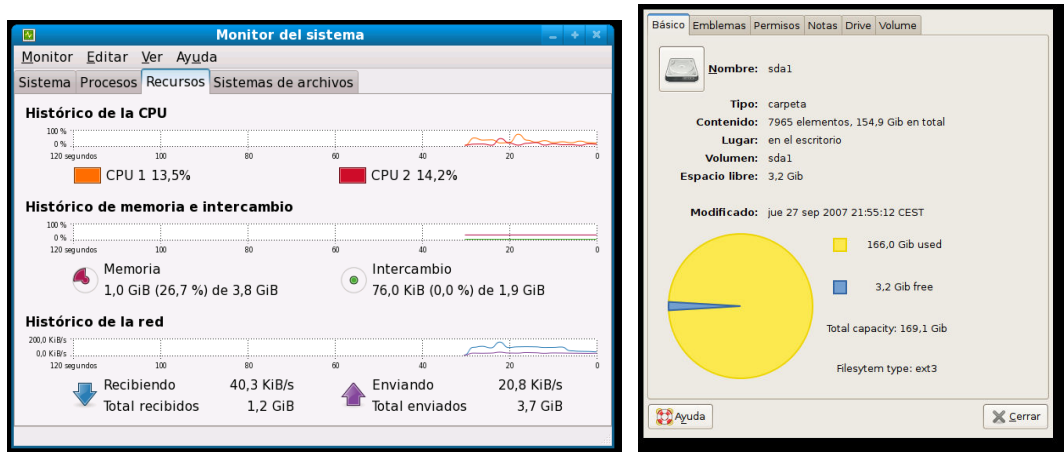 Monitor del sistema
Monitor Editar Ver Ayuda
Sistema Procesos Recursos Sistemas de archivos
Histórico de la CPU
100 %
0 %
120 segundos 100 80 60 40 20 0
CPU 1 13,5% CPU 2 14,2%
Histórico de memoria e intercambio
100 %
0 %
120 segundos 100 80 60 40 20 0
Memoria
1,0 GiB (26,7 %) de 3,8 GiB
Intercambio
76,0 KiB (0,0 %) de 1,9 GiB
Histórico de la red
200,0 KiB/s
0,0 KiB/s
120 segundos 100 80 60 40 20 0
Recibiendo 40,3 KiB/s
Total recibidos 1,2 GiB
Enviando 20,8 KiB/s
Total enviados 3,7 GiB
Básico Emblemas Permisos Notas Drive Volume
Nombre: sda1
Tipo: carpeta
Contenido: 7965 elementos, 154,9 Gib en total
Lugar: en el escritorio
Volumen: sda1
Espacio libre: 3,2 Gib
Modificado: jue 27 sep 2007 21:55:12 CEST
166,0 Gib used
3,2 Gib free
Total capacity: 169,1 Gib
Filesytem type: ext3
Ayuda
Cerrar